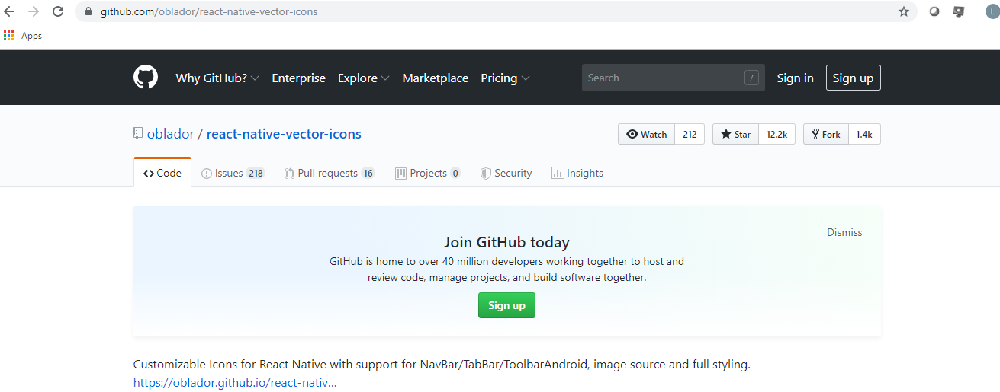 github.com/oblador/react-native-vector-icons
L
Apps
Why GitHub? Enterprise Explore Marketplace Pricing Search / Sign in Sign up
oblador / react-native-vector-icons Watch 212 Star 12.2k Fork 1.4k
Code Issues 218 Pull requests 16 Projects 0 Security Insights
Dismiss
Join GitHub today
GitHub is home to over 40 million developers working together to host and
review code, manage projects, and build software together.
Sign up
Customizable Icons for React Native with support for NavBar/TabBar/ToolbarAndroid, image source and full styling.
https://oblador.github.io/react-nativ...